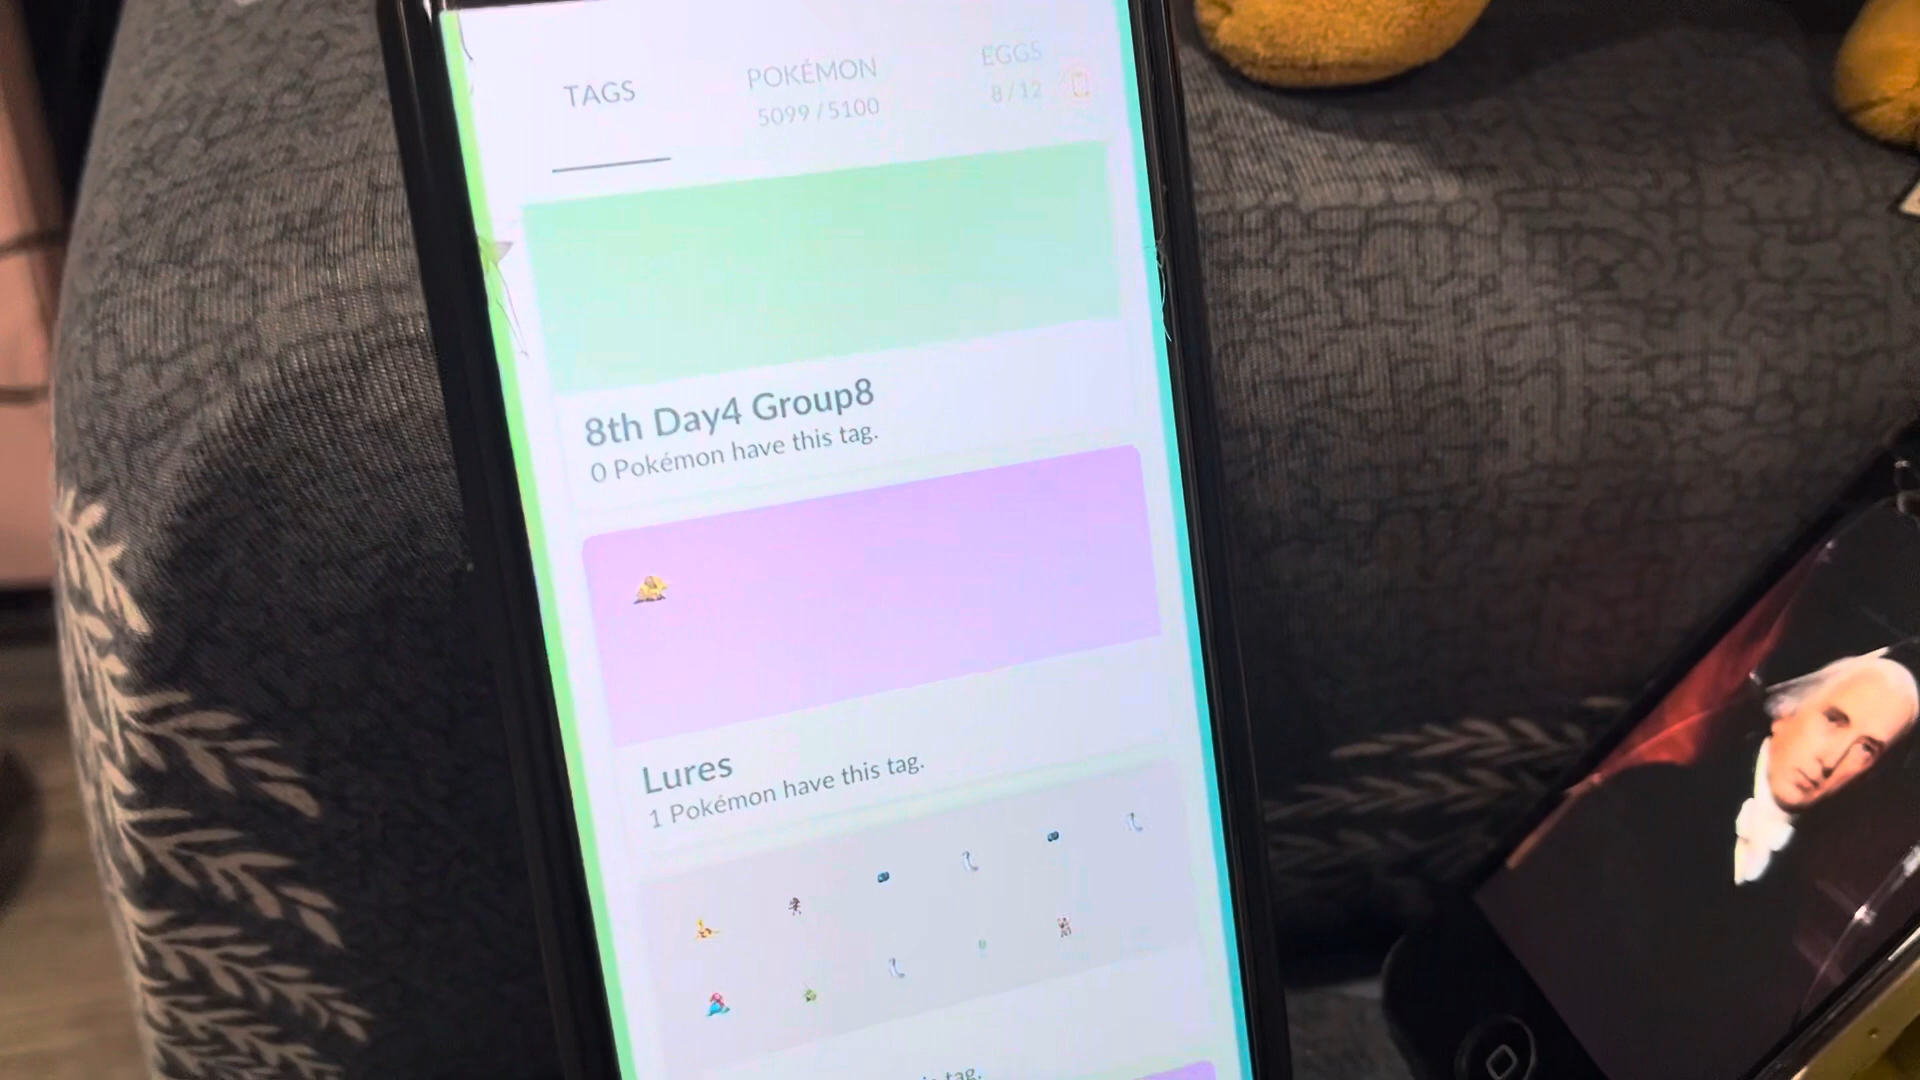 TAGS
POKÉMON
5099 / 5100
EGGS
8 / 12
8th Day4 Group8
0 Pokémon have this tag.
Lures
1 Pokémon have this tag.
tag.